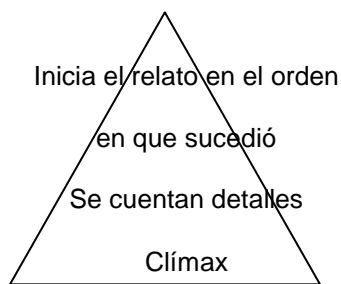 Inicia el relato en el orden
en que sucedió
Se cuentan detalles
Clímax